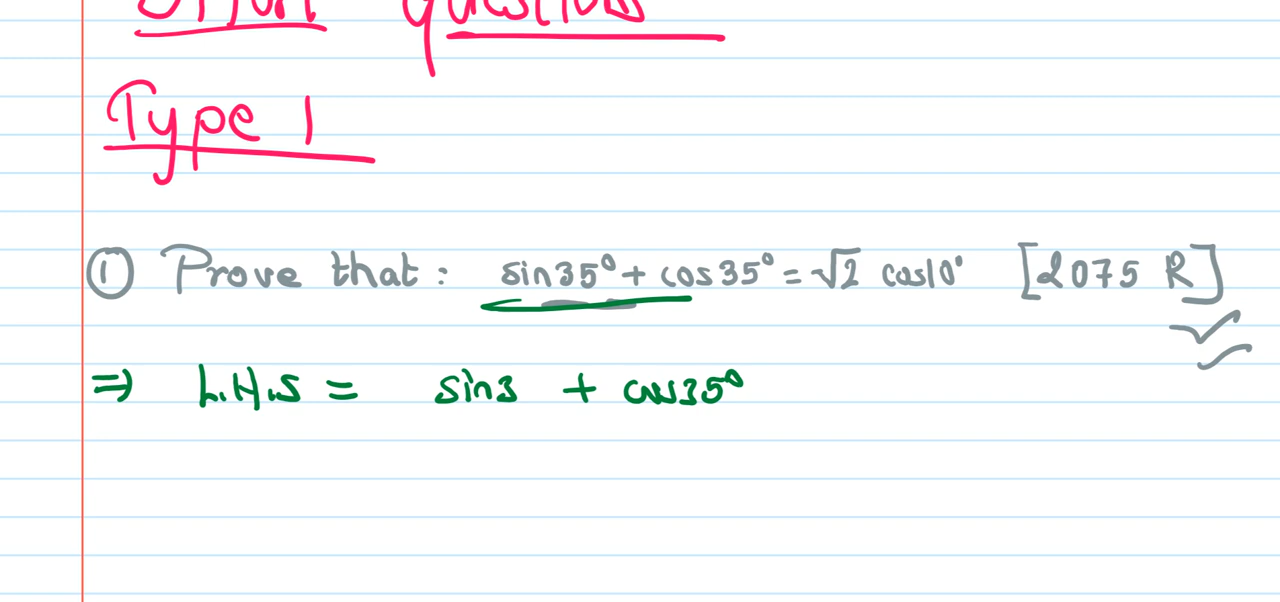 Type 1
① Prove that: sin35° + cos35° = √2 cos10° [2075 R]
⇒ L.H.S = sin3 + cos35°